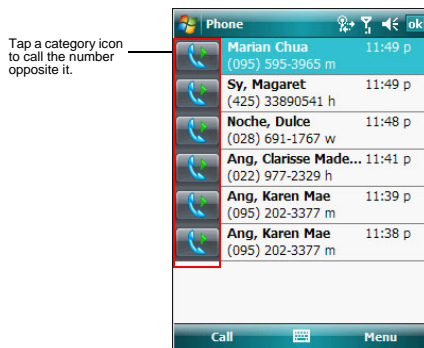 Phone
ok
Tap a category icon
to call the number
opposite it.
Marian Chua 11:49 p
(095) 595-3965 m
Sy, Magaret 11:49 p
(425) 33890541 h
Noche, Dulce 11:48 p
(028) 691-1767 w
Ang, Clarisse Made... 11:41 p
(022) 977-2329 h
Ang, Karen Mae 11:39 p
(095) 202-3377 m
Ang, Karen Mae 11:38 p
(095) 202-3377 m
Call Menu